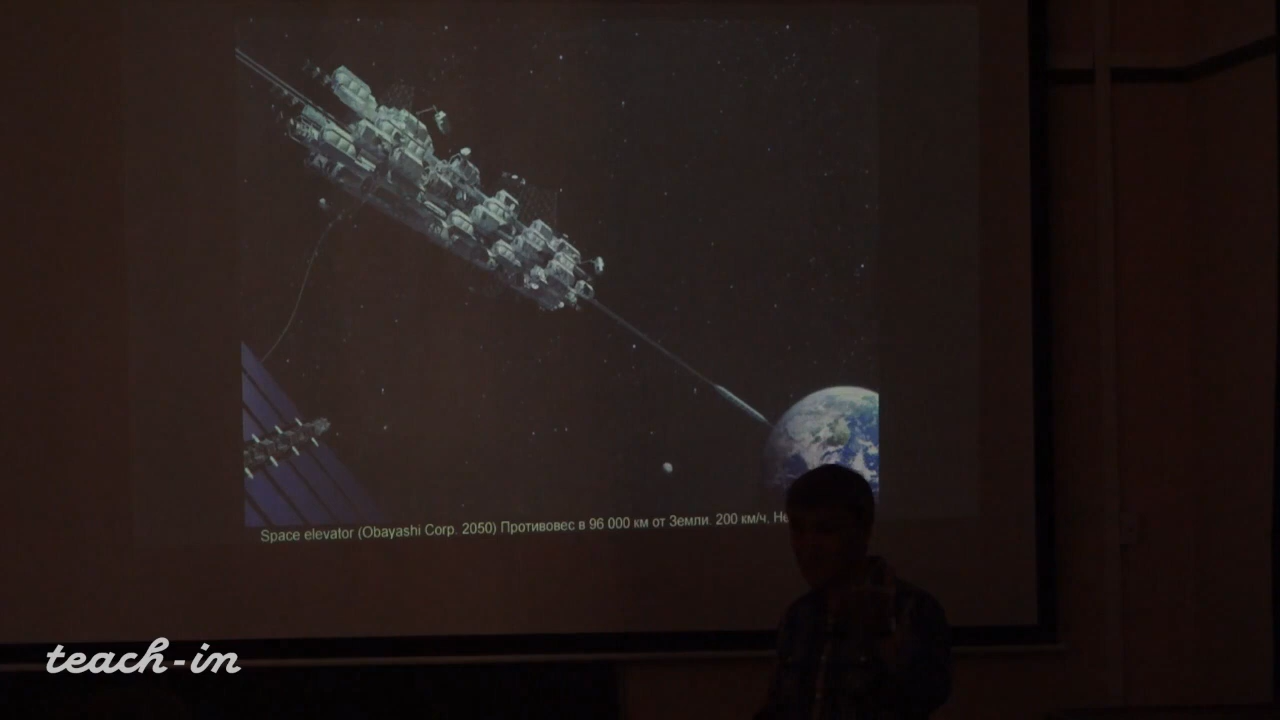 Space elevator (Obayashi Corp. 2050) Противовес в 96 000 км от Земли. 200 км/ч.
teach-in